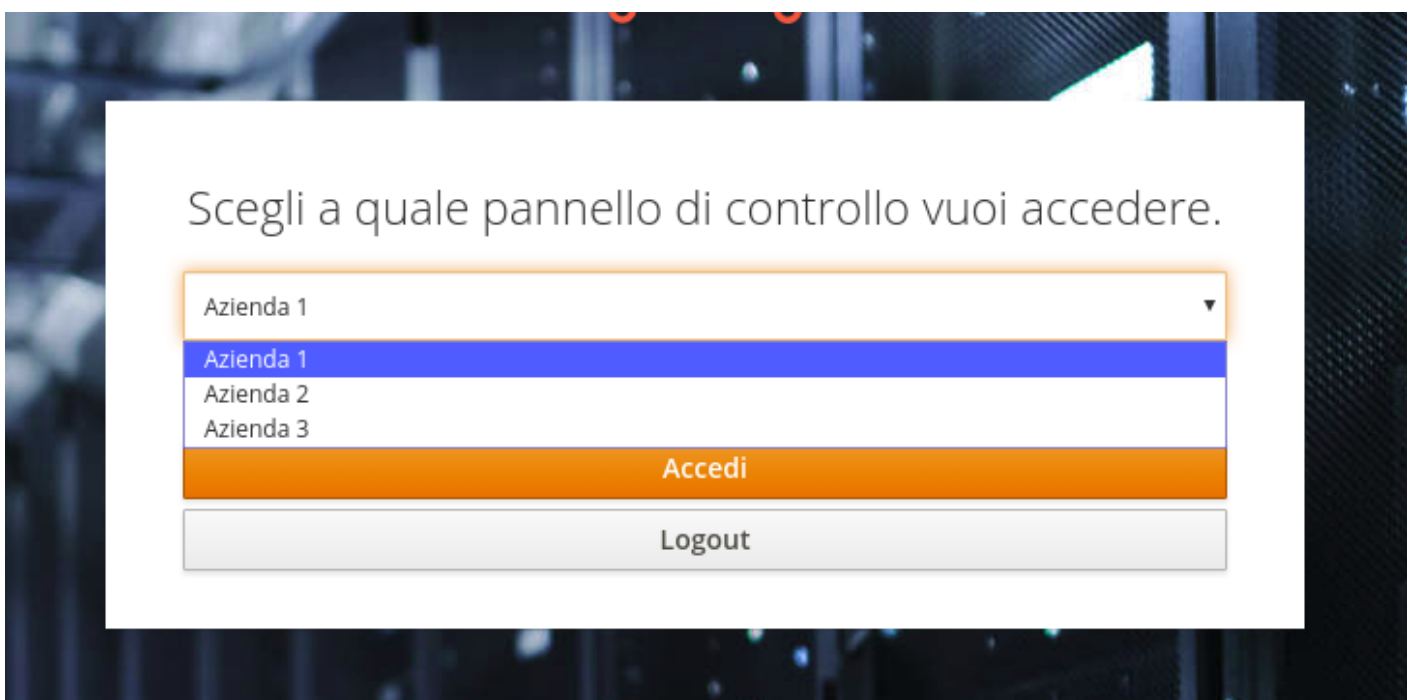 Scegli a quale pannello di controllo vuoi accedere.
Azienda 1
Azienda 1
Azienda 2
Azienda 3
Accedi
Logout